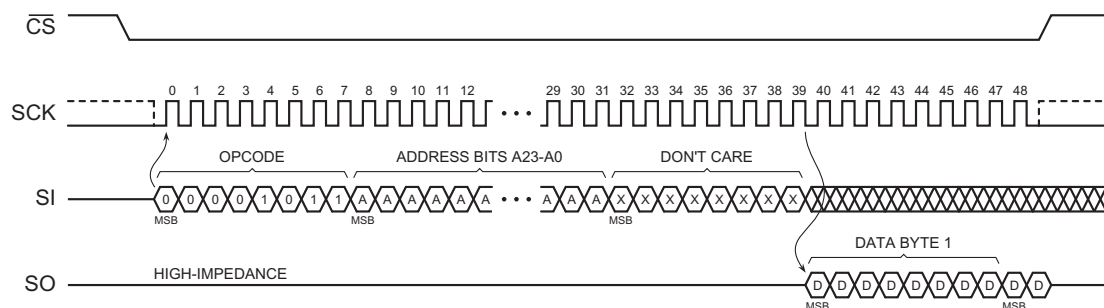 CS
0 1 2 3 4 5 6 7 8 9 10 11 12 29 30 31 32 33 34 35 36 37 38 39 40 41 42 43 44 45 46 47 48
SCK
OPCODE ADDRESS BITS A23-A0 DON'T CARE
SI 0 0 0 0 1 0 1 1 A A A A A A A A A X X X X X X X X
MSB MSB MSB
DATA BYTE 1
HIGH-IMPEDANCE
SO D D D D D D D D D D
MSB MSB